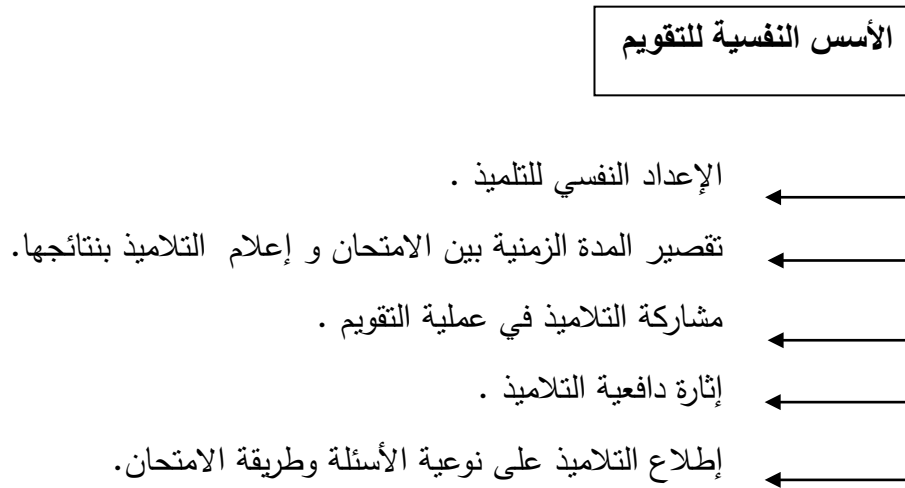 الأسس النفسية للتقويم
الإعداد النفسي للتلميذ .
تقصير المدة الزمنية بين الامتحان و إعلام التلاميذ بنتائجها.
مشاركة التلاميذ في عملية التقويم .
إثارة دافعية التلاميذ .
إطلاع التلاميذ على نوعية الأسئلة وطريقة الامتحان.